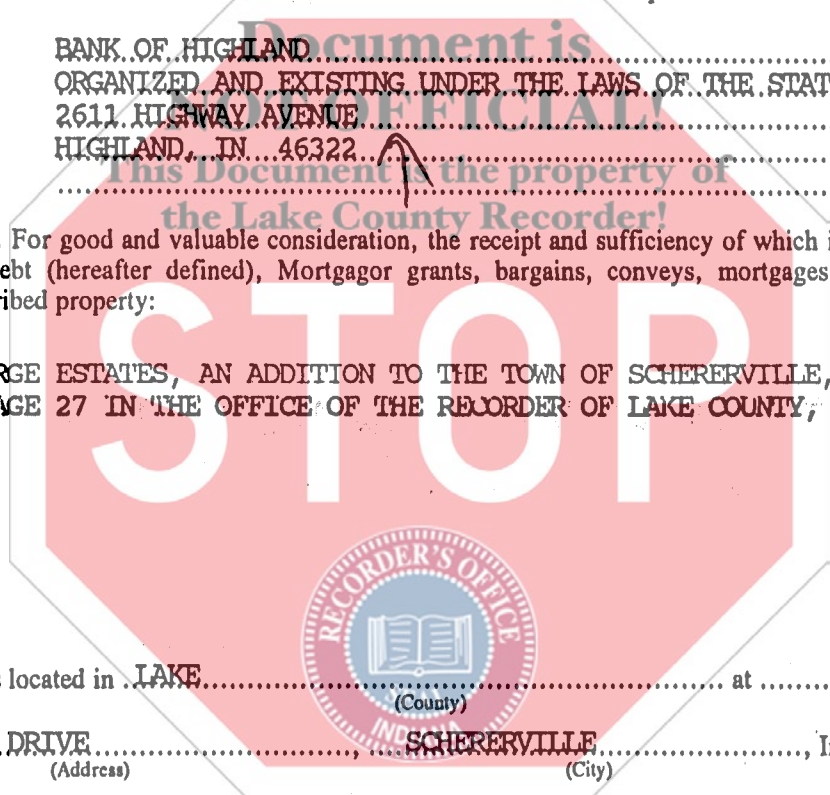 Document is
BANK OF HIGHLAND
ORGANIZED AND EXISTING UNDER THE LAWS OF THE STAT
NOT OFFICIAL!
2611 HIGHWAY AVENUE
HIGHLAND, IN 46322
This Document is the property of
the Lake County Recorder!
For good and valuable consideration, the receipt and sufficiency of which i
ebt (hereafter defined), Mortgagor grants, bargains, conveys, mortgages
ribed property:
STOP
RGE ESTATES, AN ADDITION TO THE TOWN OF SCHERERVILLE,
AGE 27 IN THE OFFICE OF THE RECORDER OF LAKE COUNTY,
RECORDER'S OFFICE
s located in LAKE at
(County)
SEAL
INDIANA
DRIVE, SCHERERVILLE, I
(Address) (City)